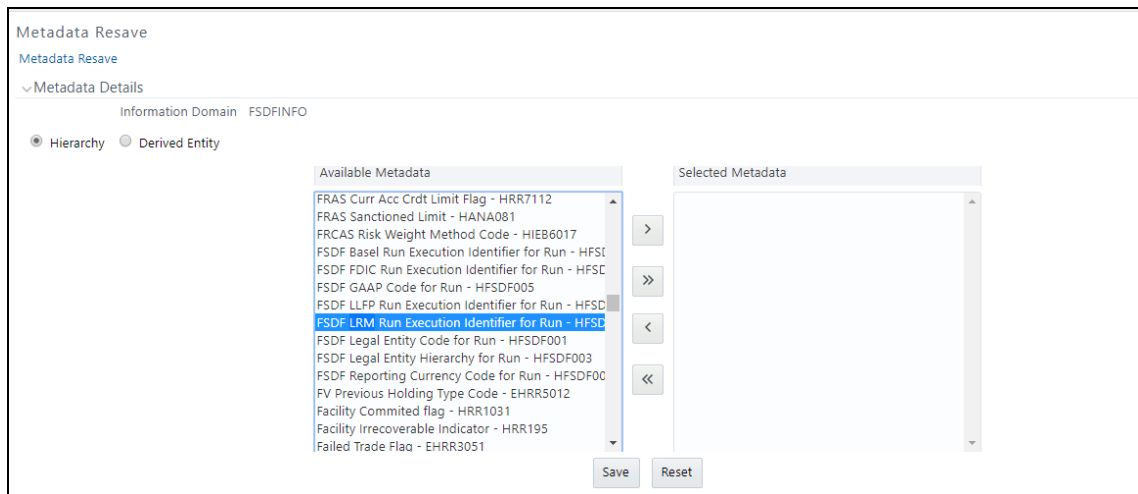 Metadata Resave
Metadata Resave
Metadata Details
Information Domain FSDFINFO
Hierarchy Derived Entity
Available Metadata Selected Metadata
FRAS Curr Acc Crdt Limit Flag - HRR7112
FRAS Sanctioned Limit - HANA081
FRCAS Risk Weight Method Code - HIEB6017
FSDF Basel Run Execution Identifier for Run - HFSD
FSDF FDIC Run Execution Identifier for Run - HFSD
FSDF GAAP Code for Run - HFSDF005
FSDF LLFP Run Execution Identifier for Run - HFSD
FSDF LRM Run Execution Identifier for Run - HFSD
FSDF Legal Entity Code for Run - HFSDF001
FSDF Legal Entity Hierarchy for Run - HFSDF003
FSDF Reporting Currency Code for Run - HFSDF00
FV Previous Holding Type Code - EHRR5012
Facility Commited flag - HRR1031
Facility Irrecoverable Indicator - HRR195
Failed Trade Flag - EHRR3051
Save Reset